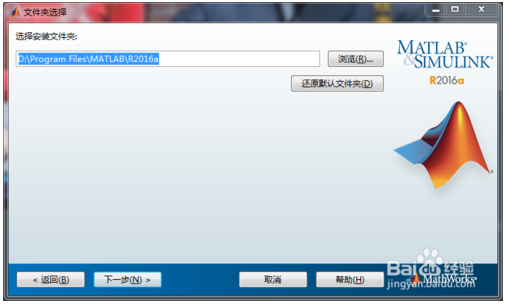 文件夹选择
选择安装文件夹:
D:\Program Files\MATLAB\R2016a
浏览(R)...
还原默认文件夹(D)
MATLAB®
&SIMULINK®
R2016a
< 返回(B)
下一步(N) >
取消
帮助(H)
MathWorks®
Baidu经验
jingyan.baidu.com